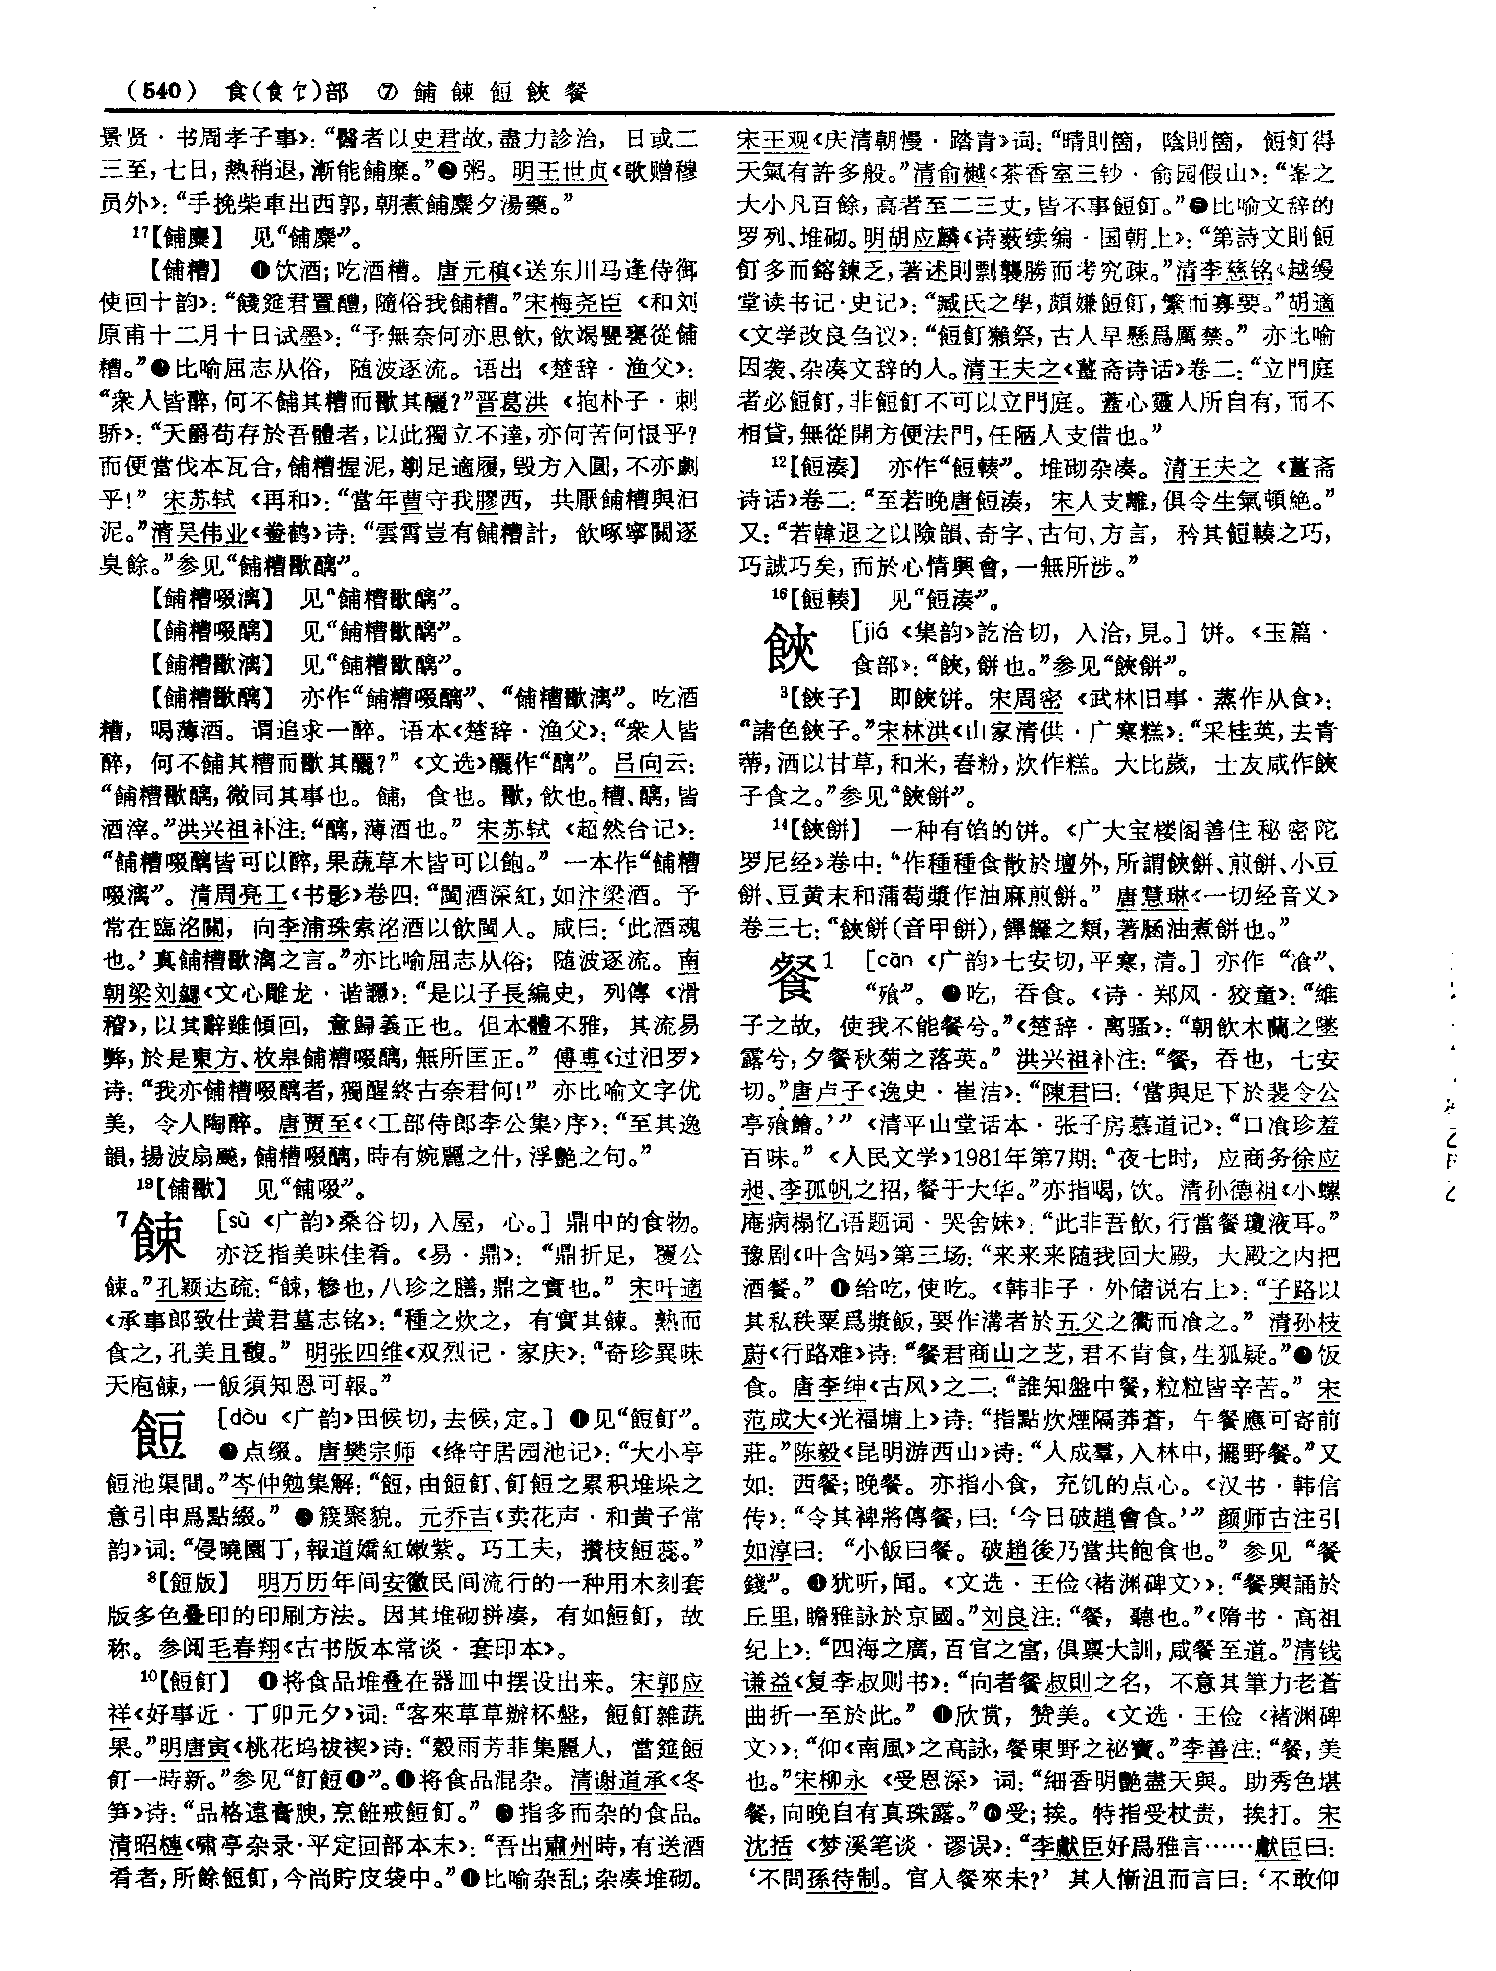 (540) 食(飠饣)部 ⑦ 餔餗餖餄餐
景贤·书周孝子事》：“醫者以史君故，盡力診治，日或二
三至，七日，熱稍退，漸能餔糜。”❷粥。明王世贞《歌赠穆
员外》：“手挽柴車出西郭，朝煮餔糜夕湯藥。”
17【餔麋】 见“餔糜”。
【餔糟】 ❶饮酒；吃酒糟。唐元稹《送东川马逢侍御
使回十韵》：“餞筵君置醴，隨俗我餔糟。”宋梅尧臣《和刘
原甫十二月十日试墨》：“予無奈何亦思飲，飲竭甖甕從餔
糟。”❷比喻屈志从俗，随波逐流。语出《楚辞·渔父》：
“衆人皆醉，何不餔其糟而歠其釃？”晋葛洪《抱朴子·刺
骄》：“天爵苟存於吾體者，以此獨立不達，亦何苦何恨乎？
而便當伐本瓦合，餔糟握泥，剿足適履，毀方入圓，不亦劇
乎！”宋苏轼《再和》：“當年曹守我膠西，共厭餔糟與汩
泥。”清吴伟业《鲞鹤》诗：“雲霄豈有餔糟計，飲啄寧關逐
臭餘。”参见“餔糟歠醨”。
【餔糟啜漓】 见“餔糟歠醨”。
【餔糟啜醨】 见“餔糟歠醨”。
【餔糟歠漓】 见“餔糟歠醨”。
【餔糟歠醨】 亦作“餔糟啜醨”、“餔糟歠漓”。吃酒
糟，喝薄酒。谓追求一醉。语本《楚辞·渔父》：“衆人皆
醉，何不餔其糟而歠其釃？”《文选》釃作“醨”。吕向云：
“餔糟歠醨，微同其事也。餔，食也。歠，飲也。糟、醨，皆
酒滓。”洪兴祖补注：“醨，薄酒也。”宋苏轼《超然台记》：
“餔糟啜醨皆可以醉，果蔬草木皆可以飽。”一本作“餔糟
啜漓”。清周亮工《书影》卷四：“閩酒深紅，如汴梁酒。予
常在臨洺關，向李浦珠索洺酒以飲閩人。咸曰：‘此酒魂
也。’真餔糟歠漓之言。”亦比喻屈志从俗；随波逐流。南
朝梁刘勰《文心雕龙·谐讔》：“是以子長編史，列傳《滑
稽》，以其辭雖傾回，意歸義正也。但本體不雅，其流易
弊，於是東方、枚皋餔糟啜醨，無所匡正。”傅尃《过汨罗》
诗：“我亦餔糟啜醨者，獨醒終古奈君何！”亦比喻文字优
美，令人陶醉。唐贾至《〈工部侍郎李公集〉序》：“至其逸
韻，揚波扇飈，餔糟啜醨，時有婉麗之什，浮艷之句。”
19【餔歠】 见“餔啜”。
7餗 [sù《广韵》桑谷切，入屋，心。]鼎中的食物。
亦泛指美味佳肴。《易·鼎》：“鼎折足，覆公
餗。”孔颖达疏：“餗，糝也，八珍之膳，鼎之實也。”宋叶適
《承事郎致仕黄君墓志铭》：“種之炊之，有實其餗。熟而
食之，孔美且馥。”明张四维《双烈记·家庆》：“奇珍異味
天庖餗，一飯須知恩可報。”
餖 [dòu《广韵》田候切，去候，定。]❶见“餖飣”。
❷点缀。唐樊宗师《绛守居园池记》：“大小亭
餖池渠間。”岑仲勉集解：“餖，由餖飣、飣餖之累积堆垛之
意引申爲點綴。”❸簇聚貌。元乔吉《卖花声·和黄子常
韵》词：“侵曉園丁，報道嬌紅嫩紫。巧工夫，攢枝餖蕊。”
8【餖版】 明万历年间安徽民间流行的一种用木刻套
版多色叠印的印刷方法。因其堆砌拼凑，有如餖飣，故
称。参阅毛春翔《古书版本常谈·套印本》。
10【餖飣】 ❶将食品堆叠在器皿中摆设出来。宋郭应
祥《好事近·丁卯元夕》词：“客來草草辦杯盤，餖飣雜蔬
果。”明唐寅《桃花坞祓禊》诗：“穀雨芳菲集麗人，當筵餖
飣一時新。”参见“飣餖❶”。❷将食品混杂。清谢道承《冬
笋》诗：“品格遠膏腴，烹飪戒餖飣。”❸指多而杂的食品。
清昭槤《啸亭杂录·平定回部本末》：“吾出肅州時，有送酒
肴者，所餘餖飣，今尚貯皮袋中。”❹比喻杂乱；杂凑堆砌。
宋王观《庆清朝慢·踏青》词：“晴則箇，陰則箇，餖飣得
天氣有許多般。”清俞樾《茶香室三钞·俞园假山》：“峯之
大小凡百餘，高者至二三丈，皆不事餖飣。”❺比喻文辞的
罗列、堆砌。明胡应麟《诗薮续编·国朝上》：“第詩文則餖
飣多而鎔鍊乏，著述則剽襲勝而考究疎。”清李慈铭《越缦
堂读书记·史记》：“臧氏之學，頗嫌餖飣，繁而寡要。”胡適
《文学改良刍议》：“餖飣獺祭，古人早懸爲厲禁。”亦比喻
因袭、杂凑文辞的人。清王夫之《薑斋诗话》卷二：“立門庭
者必餖飣，非餖飣不可以立門庭。蓋心靈人所自有，而不
相貸，無從開方便法門，任陋人支借也。”
12【餖湊】 亦作“餖輳”。堆砌杂凑。清王夫之《薑斋
诗话》卷二：“至若晚唐餖湊，宋人支離，俱令生氣頓絶。”
又：“若韓退之以險韻、奇字、古句、方言，矜其餖輳之巧，
巧誠巧矣，而於心情興會，一無所涉。”
16【餖輳】 见“餖湊”。
餄 [jiá《集韵》訖洽切，入洽，見。]饼。《玉篇·
食部》：“餄，餅也。”参见“餄餅”。
3【餄子】 即餄饼。宋周密《武林旧事·蒸作从食》：
“諸色餄子。”宋林洪《山家清供·广寒糕》：“采桂英，去青
蒂，洒以甘草，和米，舂粉，炊作糕。大比歲，士友咸作餄
子食之。”参见“餄餅”。
14【餄餅】 一种有馅的饼。《广大宝楼阁善住秘密陀
罗尼经》卷中：“作種種食散於壇外，所謂餄餅、煎餅、小豆
餅、豆黄末和蒲萄漿作油麻煎餅。”唐慧琳《一切经音义》
卷三七：“餄餅（音甲餅），饆饠之類，著膓油煮餅也。”
餐1 [cān《广韵》七安切，平寒，清。]亦作“飡”、
“飱”。❶吃，吞食。《诗·郑风·狡童》：“維
子之故，使我不能餐兮。”《楚辞·离骚》：“朝飲木蘭之墜
露兮，夕餐秋菊之落英。”洪兴祖补注：“餐，吞也，七安
切。”唐卢子《逸史·崔洁》：“陳君曰：‘當與足下於裴令公
亭飱鱠。’”《清平山堂话本·张子房慕道记》：“口飡珍羞
百味。”《人民文学》1981年第7期：“夜七时，应商务徐应
昶、李孤帆之招，餐于大华。”亦指喝，饮。清孙德祖《小螺
庵病榻忆语题词·哭舍妹》：“此非吾飲，行當餐瓊液耳。”
豫剧《叶含妈》第三场：“来来来随我回大殿，大殿之内把
酒餐。”❷给吃，使吃。《韩非子·外储说右上》：“子路以
其私秩粟爲漿飯，要作溝者於五父之衢而飡之。”清孙枝
蔚《行路难》诗：“餐君商山之芝，君不肯食，生狐疑。”❸饭
食。唐李绅《古风》之二：“誰知盤中餐，粒粒皆辛苦。”宋
范成大《光福塘上》诗：“指點炊煙隔莽蒼，午餐應可寄前
莊。”陈毅《昆明游西山》诗：“人成羣，入林中，擺野餐。”又
如：西餐；晚餐。亦指小食，充饥的点心。《汉书·韩信
传》：“令其裨將傳餐，曰：‘今日破趙會食。’”颜师古注引
如淳曰：“小飯曰餐。破趙後乃當共飽食也。”参见“餐
錢”。❹犹听，闻。《文选·王俭〈褚渊碑文〉》：“餐輿誦於
丘里，瞻雅詠於京國。”刘良注：“餐，聽也。”《隋书·高祖
纪上》：“四海之廣，百官之富，俱禀大訓，咸餐至道。”清钱
谦益《复李叔则书》：“向者餐叔則之名，不意其筆力老蒼
曲折一至於此。”❺欣赏，赞美。《文选·王俭〈褚渊碑
文〉》：“仰《南風》之高詠，餐東野之祕寶。”李善注：“餐，美
也。”宋柳永《受恩深》词：“細香明艷盡天與。助秀色堪
餐，向晚自有真珠露。”❻受；挨。特指受杖责，挨打。宋
沈括《梦溪笔谈·谬误》：“李獻臣好爲雅言……獻臣曰：
‘不問孫待制。官人餐來未？’其人慚沮而言曰：‘不敢仰